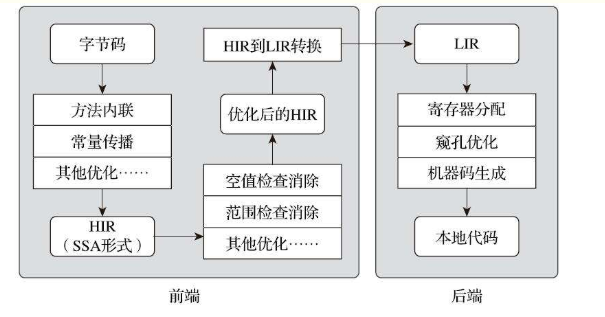 字节码
方法内联
常量传播
其他优化……
HIR
（SSA形式）
HIR到LIR转换
优化后的HIR
空值检查消除
范围检查消除
其他优化……
前端
LIR
寄存器分配
窥孔优化
机器码生成
本地代码
后端